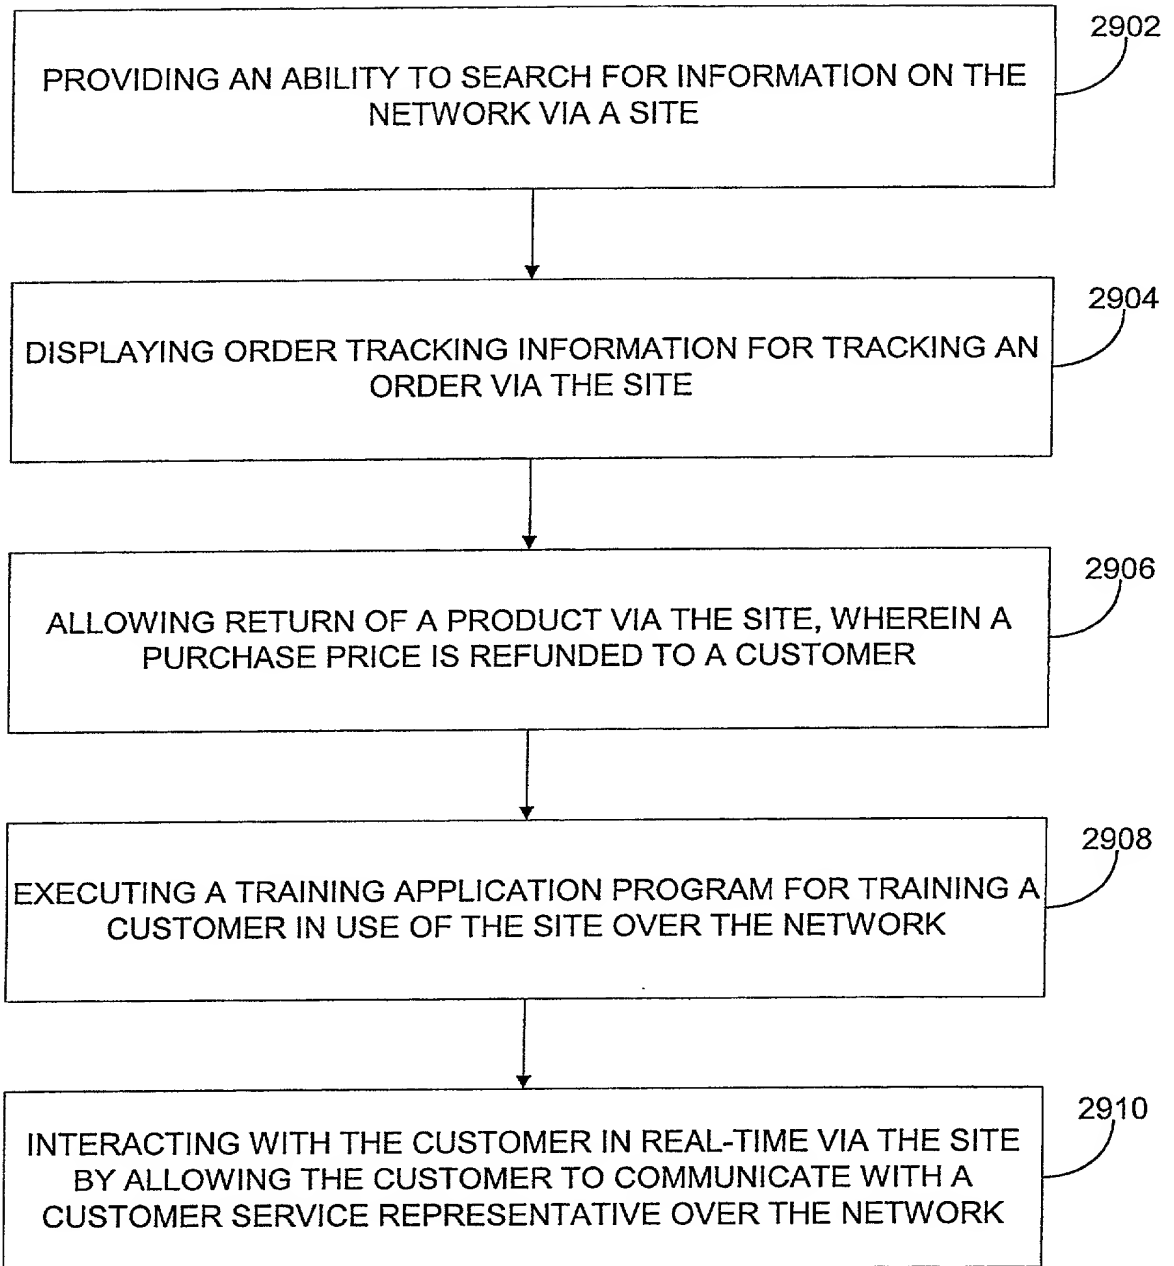 2902
PROVIDING AN ABILITY TO SEARCH FOR INFORMATION ON THE
NETWORK VIA A SITE
2904
DISPLAYING ORDER TRACKING INFORMATION FOR TRACKING AN
ORDER VIA THE SITE
2906
ALLOWING RETURN OF A PRODUCT VIA THE SITE, WHEREIN A
PURCHASE PRICE IS REFUNDED TO A CUSTOMER
2908
EXECUTING A TRAINING APPLICATION PROGRAM FOR TRAINING A
CUSTOMER IN USE OF THE SITE OVER THE NETWORK
2910
INTERACTING WITH THE CUSTOMER IN REAL-TIME VIA THE SITE
BY ALLOWING THE CUSTOMER TO COMMUNICATE WITH A
CUSTOMER SERVICE REPRESENTATIVE OVER THE NETWORK